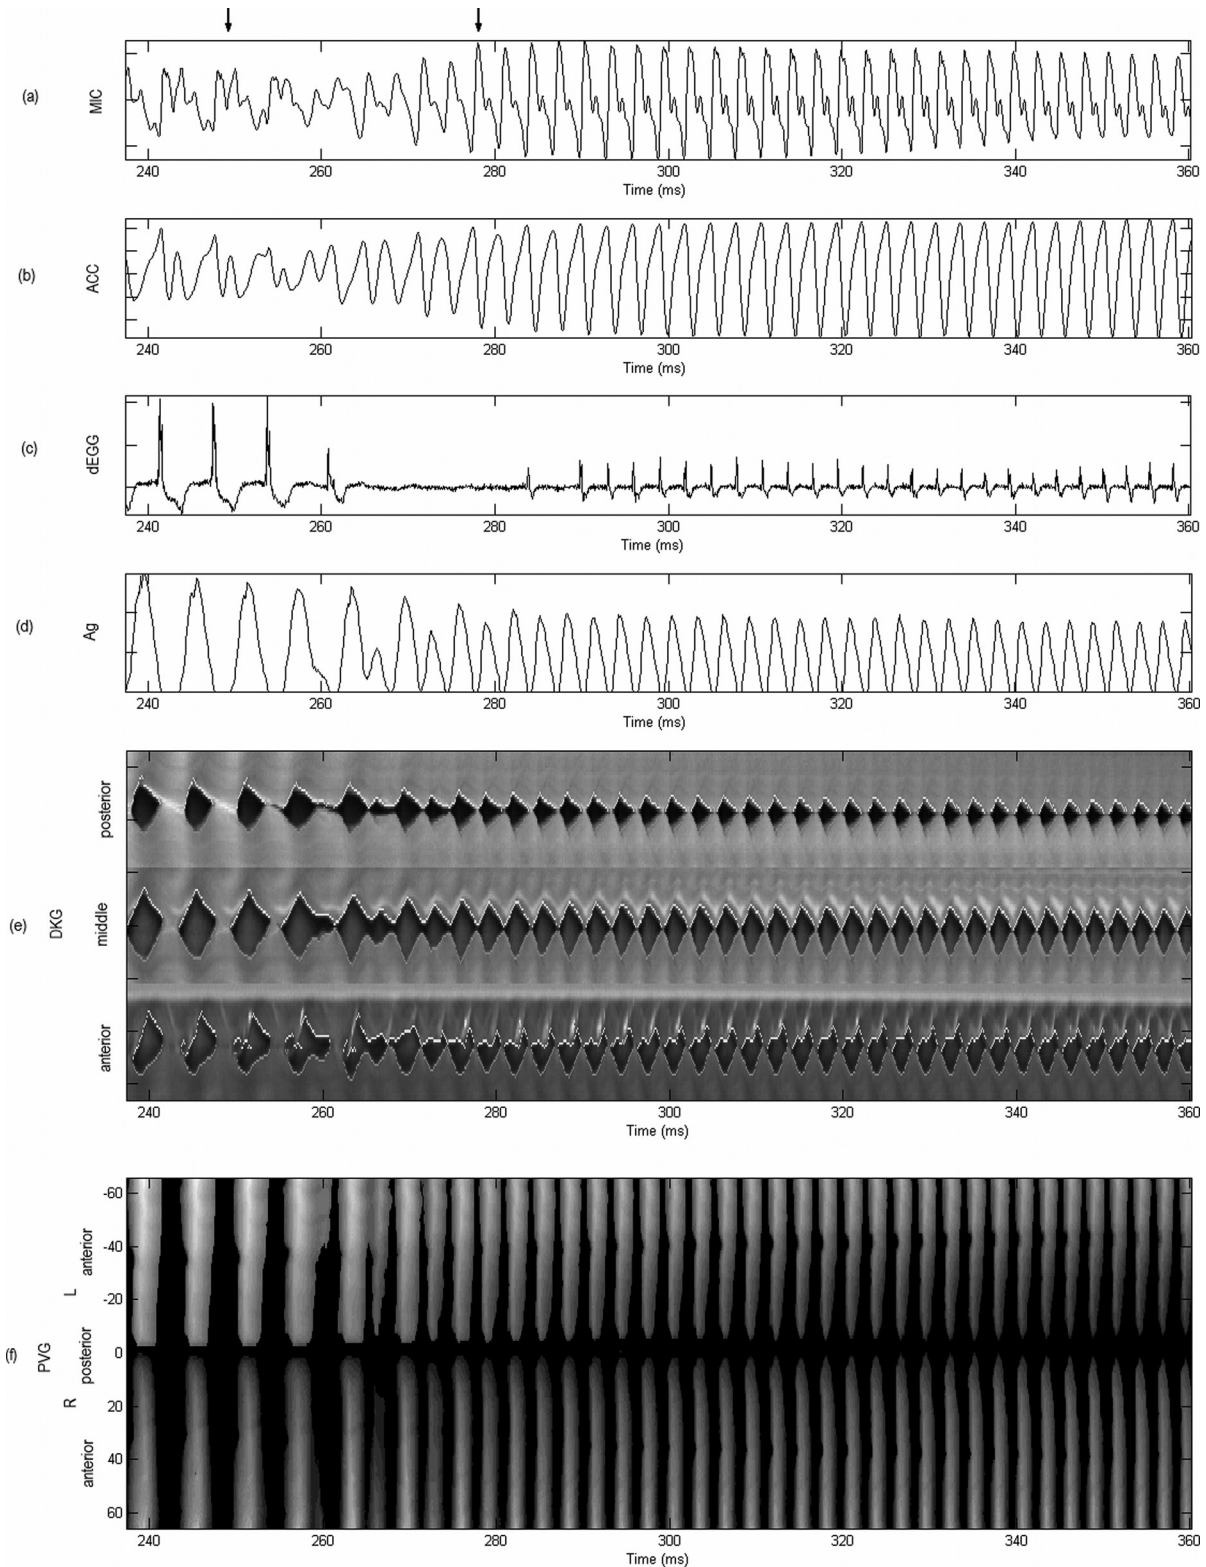 (a)
MIC
240 260 280 300 320 340 360
Time (ms)
(b)
ACC
240 260 280 300 320 340 360
Time (ms)
(c)
dEGG
240 260 280 300 320 340 360
Time (ms)
(d)
Ag
240 260 280 300 320 340 360
Time (ms)
(e)
DKG
posterior
middle
anterior
240 260 280 300 320 340 360
Time (ms)
(f)
PVG
L
R
anterior
posterior
anterior
-60
-40
-20
0
20
40
60
240 260 280 300 320 340 360
Time (ms)